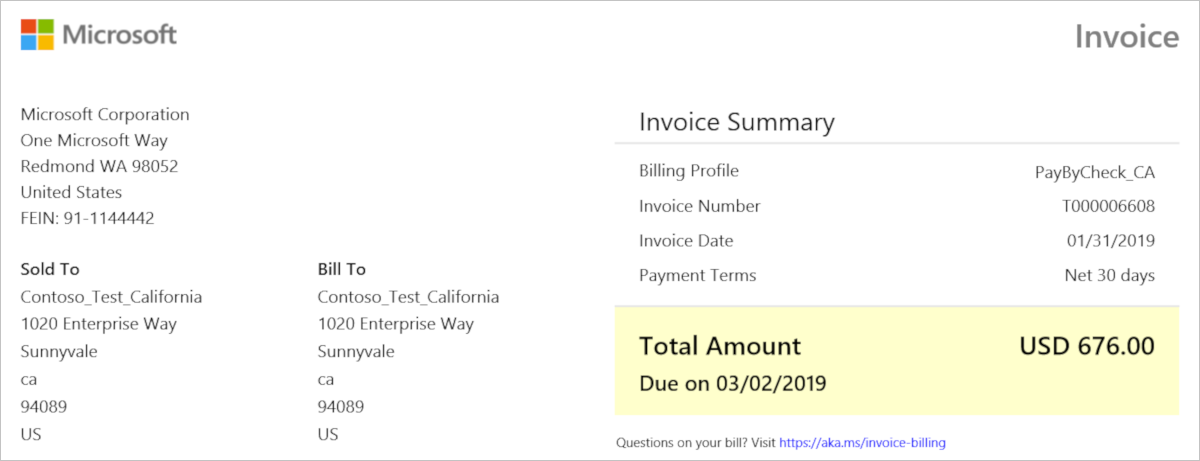 Microsoft
Invoice
Microsoft Corporation
One Microsoft Way
Redmond WA 98052
United States
FEIN: 91-1144442
Sold To
Contoso_Test_California
1020 Enterprise Way
Sunnyvale
ca
94089
US
Bill To
Contoso_Test_California
1020 Enterprise Way
Sunnyvale
ca
94089
US
Invoice Summary
Billing Profile PayByCheck_CA
Invoice Number T000006608
Invoice Date 01/31/2019
Payment Terms Net 30 days
Total Amount USD 676.00
Due on 03/02/2019
Questions on your bill? Visit https://aka.ms/invoice-billing